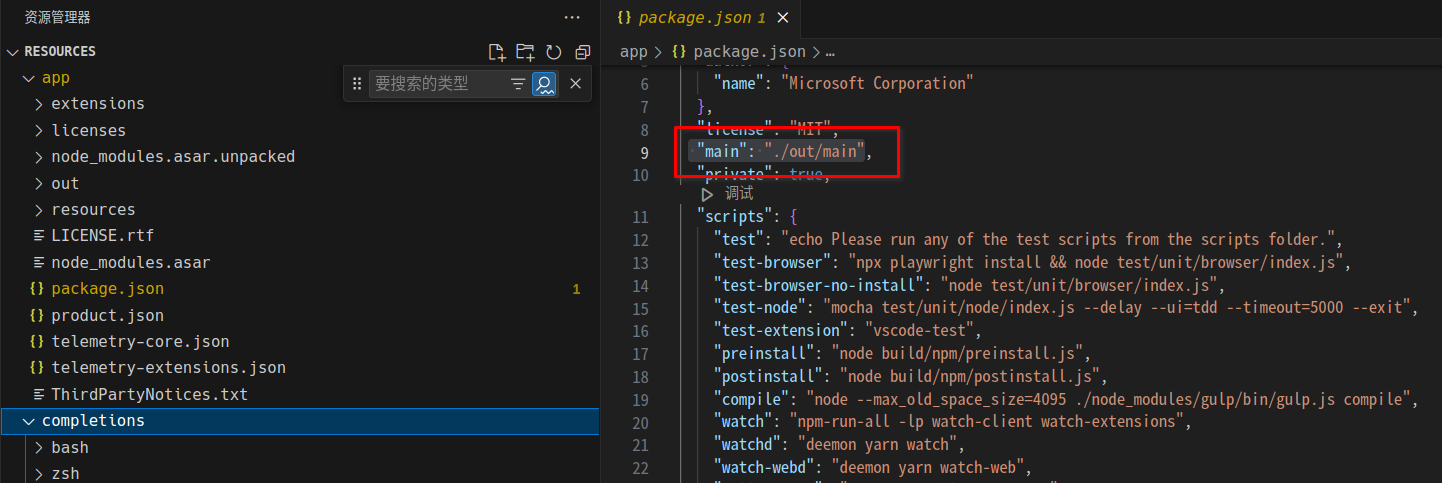 资源管理器
RESOURCES
app
extensions
licenses
node_modules.asar.unpacked
out
resources
LICENSE.rtf
node_modules.asar
package.json 1
product.json
telemetry-core.json
telemetry-extensions.json
ThirdPartyNotices.txt
completions
bash
zsh
要搜索的类型
package.json 1
app > {} package.json > …
6 "name": "Microsoft Corporation"
7 },
8 "license": "MIT",
9 "main": "./out/main",
10 "private": true,
调试
11 "scripts": {
12 "test": "echo Please run any of the test scripts from the scripts folder.",
13 "test-browser": "npx playwright install && node test/unit/browser/index.js",
14 "test-browser-no-install": "node test/unit/browser/index.js",
15 "test-node": "mocha test/unit/node/index.js --delay --ui=tdd --timeout=5000 --exit",
16 "test-extension": "vscode-test",
17 "preinstall": "node build/npm/preinstall.js",
18 "postinstall": "node build/npm/postinstall.js",
19 "compile": "node --max_old_space_size=4095 ./node_modules/gulp/bin/gulp.js compile",
20 "watch": "npm-run-all -lp watch-client watch-extensions",
21 "watchd": "deemon yarn watch",
22 "watch-webd": "deemon yarn watch-web",